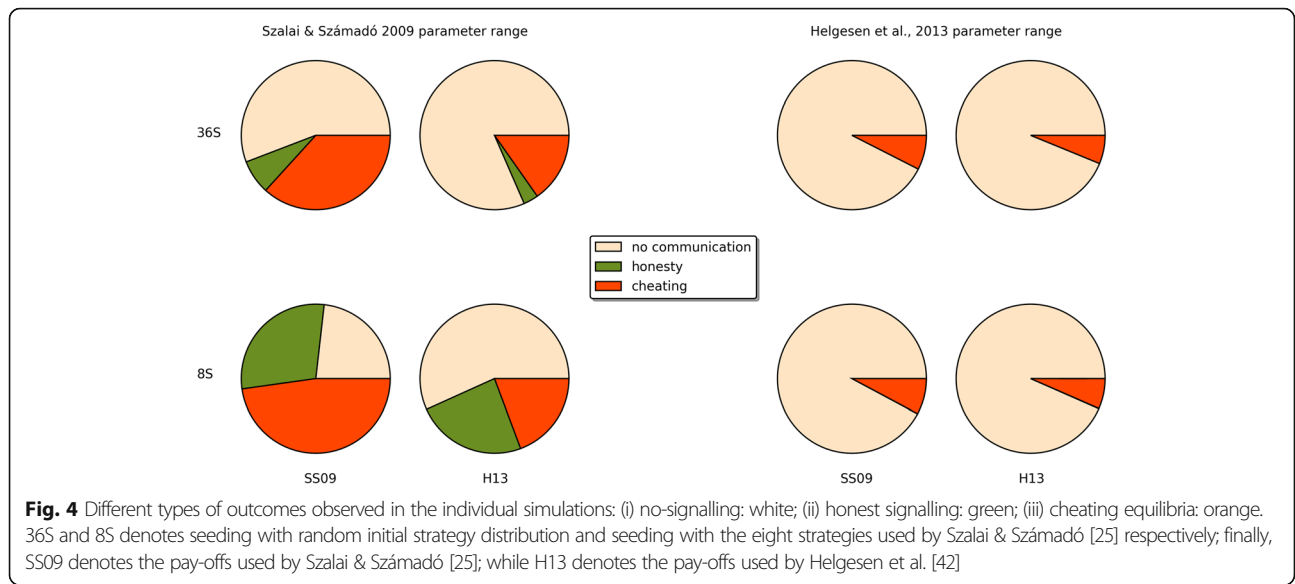 Szalai & Számadó 2009 parameter range
Helgesen et al., 2013 parameter range
36S
no communication
honesty
cheating
8S
SS09
H13
SS09
H13
Fig. 4 Different types of outcomes observed in the individual simulations: (i) no-signalling: white; (ii) honest signalling: green; (iii) cheating equilibria: orange.
36S and 8S denotes seeding with random initial strategy distribution and seeding with the eight strategies used by Szalai & Számadó [25] respectively; finally,
SS09 denotes the pay-offs used by Szalai & Számadó [25]; while H13 denotes the pay-offs used by Helgesen et al. [42]